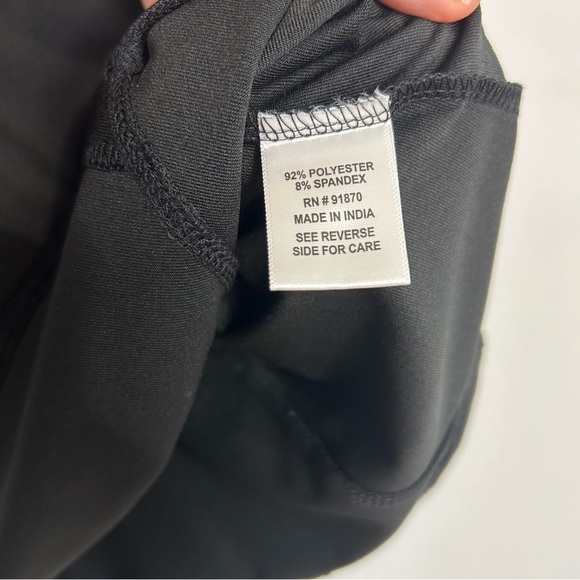 92% POLYESTER
8% SPANDEX
RN # 91870
MADE IN INDIA
SEE REVERSE
SIDE FOR CARE